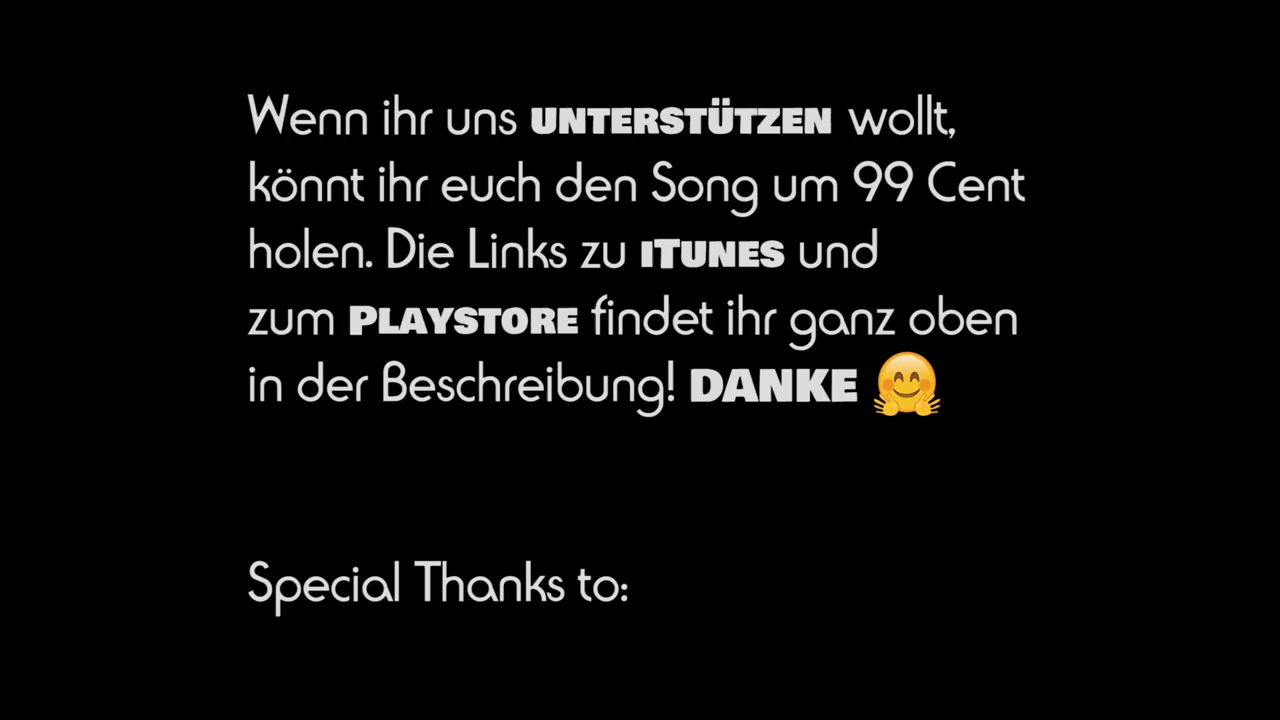 Wenn ihr uns UNTERSTÜTZEN wollt,
könnt ihr euch den Song um 99 Cent
holen. Die Links zu iTUNES und
zum PLAYSTORE findet ihr ganz oben
in der Beschreibung! DANKE 🤗
Special Thanks to: